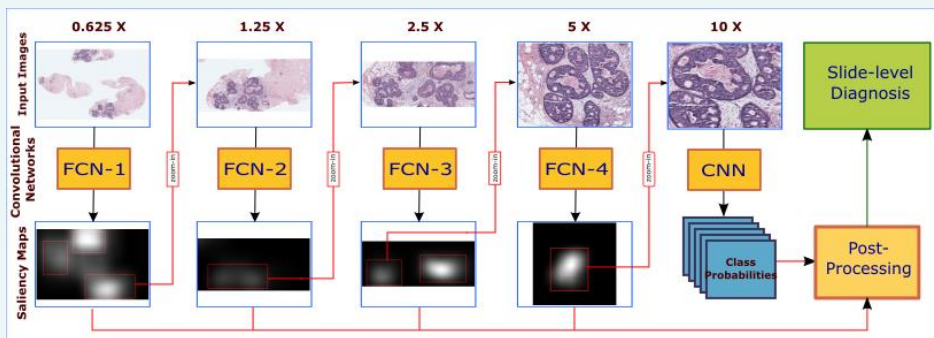 0.625 X
1.25 X
2.5 X
5 X
10 X
Input Images
Convolutional
Networks
Saliency Maps
FCN-1
zoom-in
FCN-2
zoom-in
FCN-3
zoom-in
FCN-4
zoom-in
CNN
Class
Probabilities
Post-
Processing
Slide-level
Diagnosis